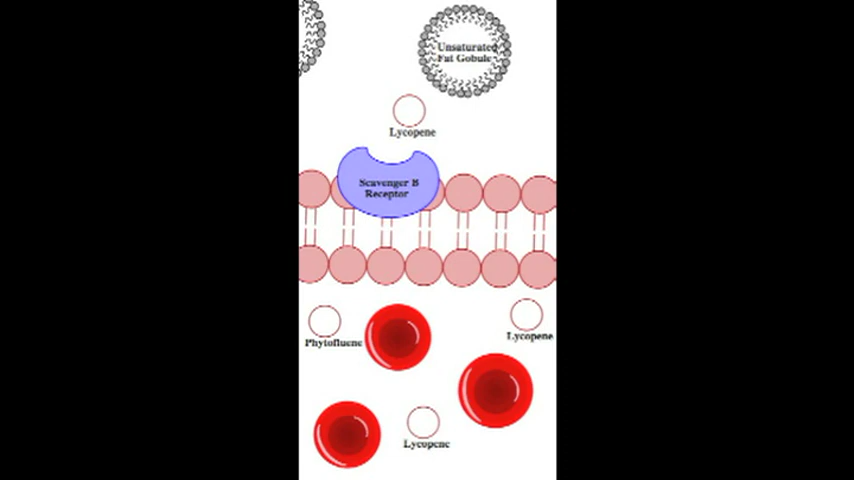 Unsaturated
Fat Gobule
Lycopene
Scavenger B
Receptor
Phytofluene
Lycopene
Lycopene